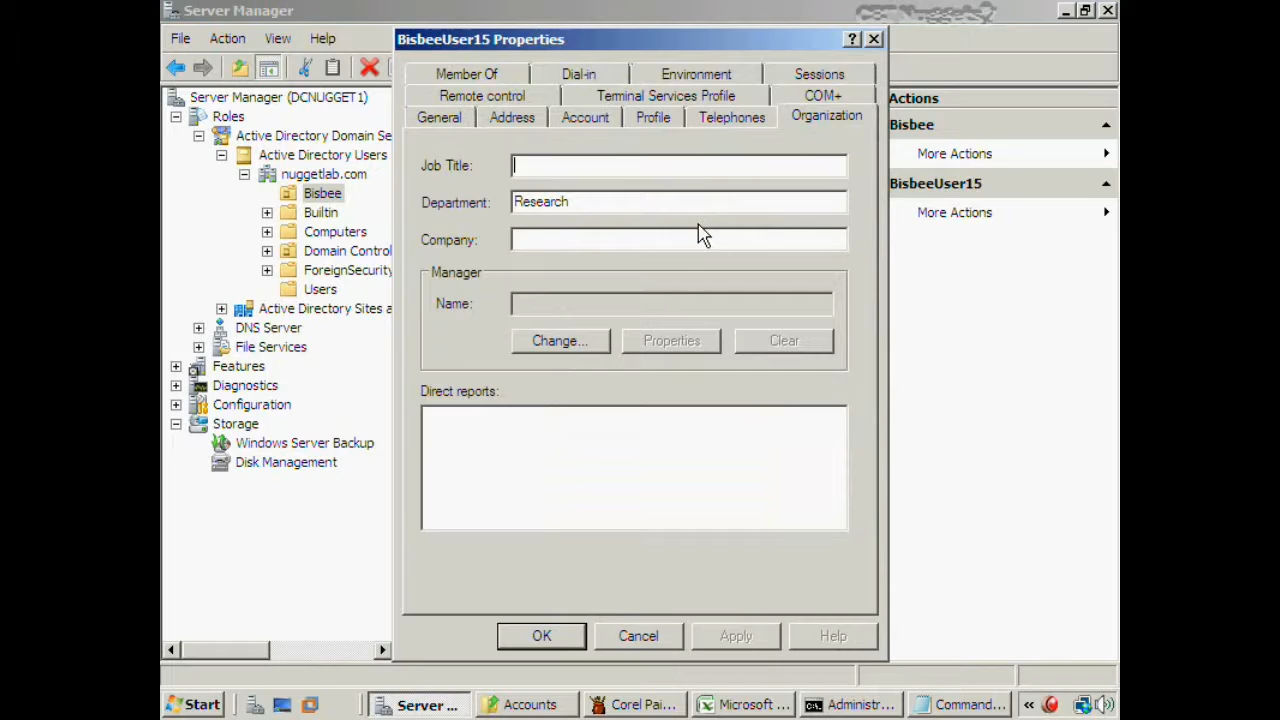 Server Manager
File Action View Help
Server Manager (DCNUGGET1)
Roles
Active Directory Domain Se
Active Directory Users
nuggetlab.com
Bisbee
Builtin
Computers
Domain Contro
ForeignSecurity
Users
Active Directory Sites a
DNS Server
File Services
Features
Diagnostics
Configuration
Storage
Windows Server Backup
Disk Management
BisbeeUser15 Properties
Member Of Dial-in Environment Sessions
Remote control Terminal Services Profile COM+
General Address Account Profile Telephones Organization
Job Title:
Department: Research
Company:
Manager
Name:
Change... Properties Clear
Direct reports:
OK Cancel Apply Help
Actions
Bisbee
More Actions
BisbeeUser15
More Actions
Start Server ... Accounts Corel Pai... Microsoft ... Administr... Command... «